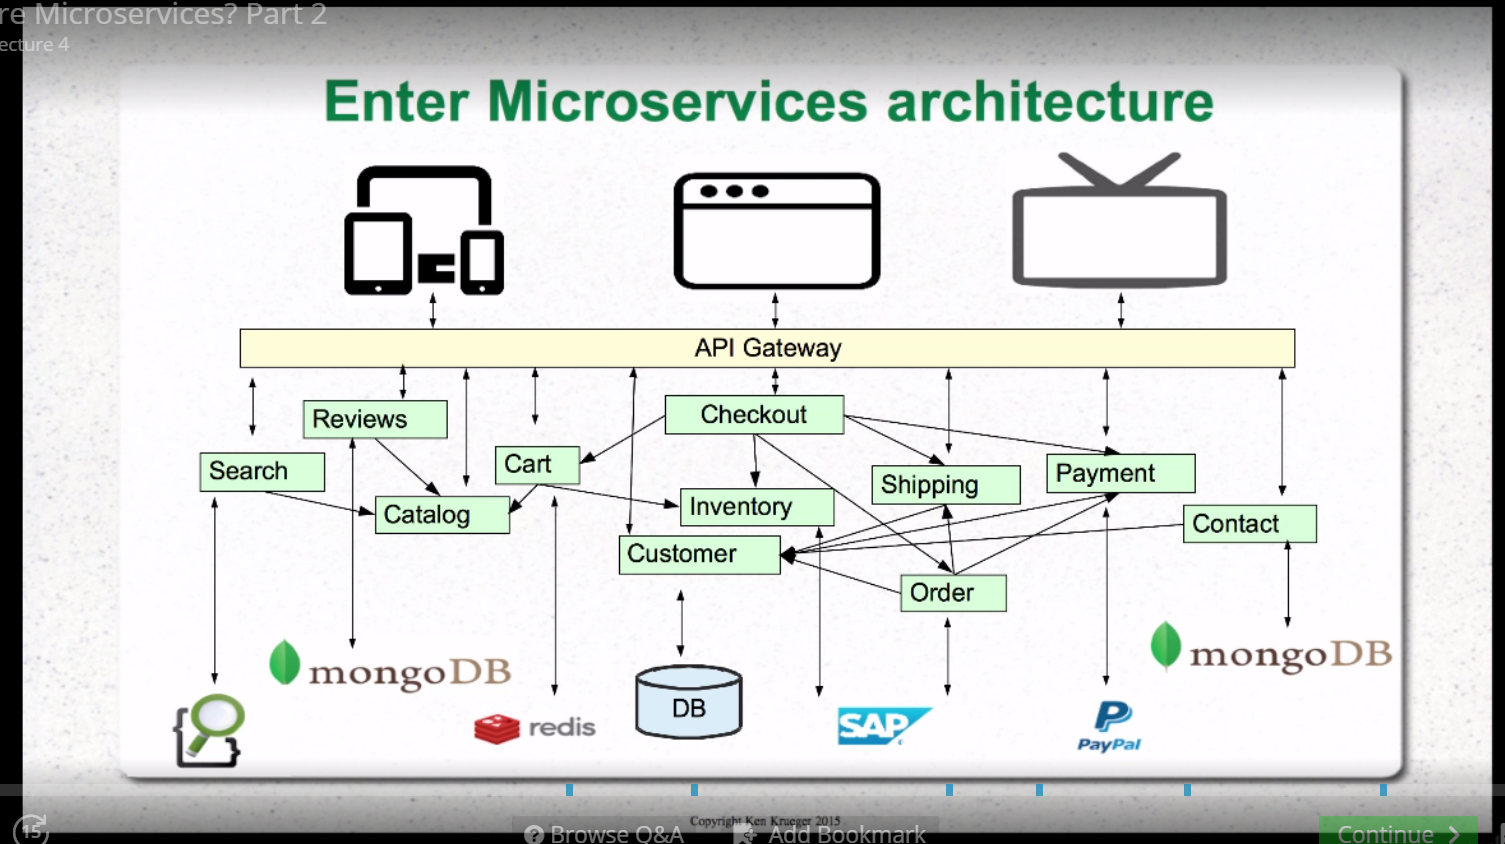 re Microservices? Part 2
ecture 4
Enter Microservices architecture
API Gateway
Reviews
Checkout
Search
Cart
Shipping
Payment
Catalog
Inventory
Contact
Customer
Order
mongoDB
mongoDB
redis
DB
SAP
PayPal
15
Copyright Ken Krueger 2015
Browse Q&A
Add Bookmark
Continue